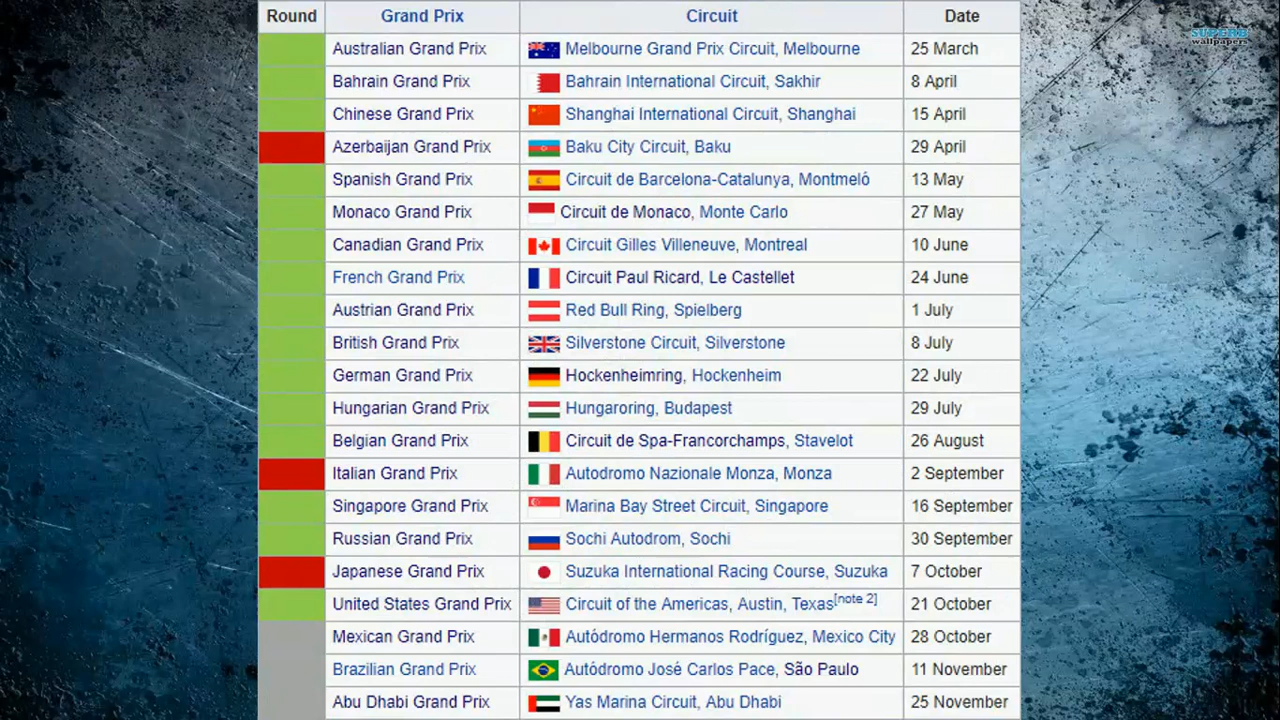 Round Grand Prix Circuit Date
Australian Grand Prix Melbourne Grand Prix Circuit, Melbourne 25 March
Bahrain Grand Prix Bahrain International Circuit, Sakhir 8 April
Chinese Grand Prix Shanghai International Circuit, Shanghai 15 April
Azerbaijan Grand Prix Baku City Circuit, Baku 29 April
Spanish Grand Prix Circuit de Barcelona-Catalunya, Montmeló 13 May
Monaco Grand Prix Circuit de Monaco, Monte Carlo 27 May
Canadian Grand Prix Circuit Gilles Villeneuve, Montreal 10 June
French Grand Prix Circuit Paul Ricard, Le Castellet 24 June
Austrian Grand Prix Red Bull Ring, Spielberg 1 July
British Grand Prix Silverstone Circuit, Silverstone 8 July
German Grand Prix Hockenheimring, Hockenheim 22 July
Hungarian Grand Prix Hungaroring, Budapest 29 July
Belgian Grand Prix Circuit de Spa-Francorchamps, Stavelot 26 August
Italian Grand Prix Autodromo Nazionale Monza, Monza 2 September
Singapore Grand Prix Marina Bay Street Circuit, Singapore 16 September
Russian Grand Prix Sochi Autodrom, Sochi 30 September
Japanese Grand Prix Suzuka International Racing Course, Suzuka 7 October
United States Grand Prix Circuit of the Americas, Austin, Texas[note 2] 21 October
Mexican Grand Prix Autódromo Hermanos Rodríguez, Mexico City 28 October
Brazilian Grand Prix Autódromo José Carlos Pace, São Paulo 11 November
Abu Dhabi Grand Prix Yas Marina Circuit, Abu Dhabi 25 November
SUPERB
wallpapers